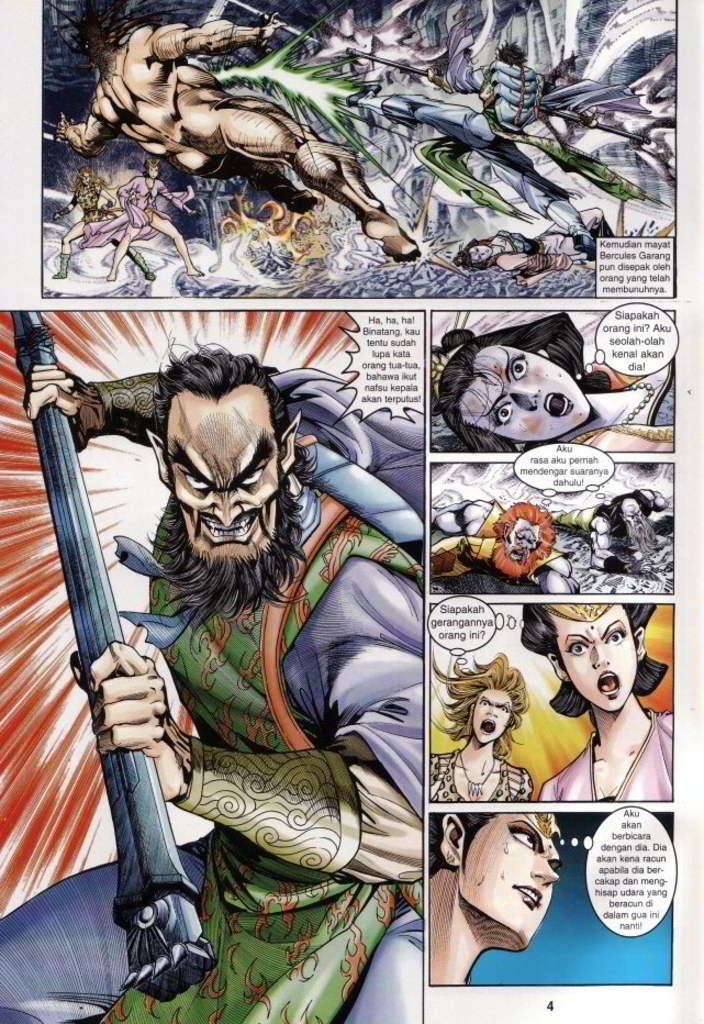 Kemudian mayat
Bercules Garang
pun disepak oleh
orang yang telah
membunuhnya.
Ha, ha, ha!
Binatang, kau
tentu sudah
lupa kata
orang tua-tua,
bahawa ikut
nafsu kepala
akan terputus!
Siapakah
orang ini? Aku
seolah-olah
kenal akan
dia!
Aku
rasa aku pernah
mendengar suaranya
dahulu!
Siapakah
gerangannya
orang ini?
Aku
akan
berbicara
dengan dia. Dia
akan kena racun
apabila dia ber-
cakap dan meng-
hisap udara yang
beracun di
dalam gua ini
nanti!
4